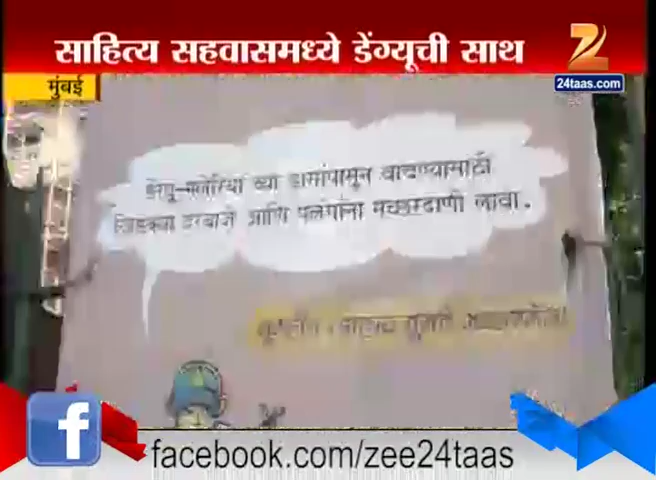 साहित्य सहवासमध्ये डेंग्यूची साथ
24taas.com
मुंबई
डेंग्यू-मलेरिया च्या डासांपासून वाचण्यासाठी
खिडक्या दरवाजे आणि पलंगांना मच्छरदाणी लावा.
facebook.com/zee24taas